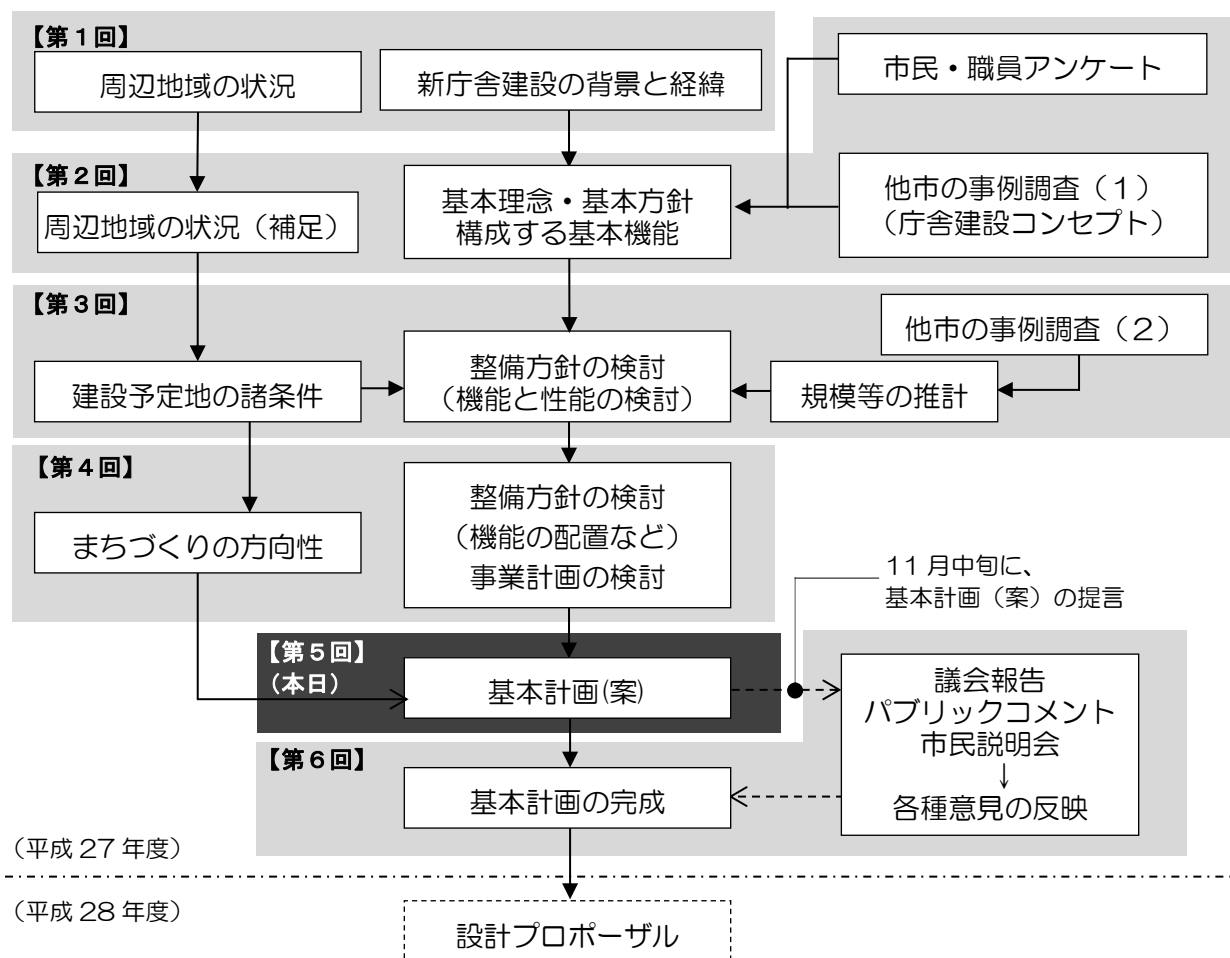 【第１回】
周辺地域の状況
新庁舎建設の背景と経緯
市民・職員アンケート
【第２回】
周辺地域の状況（補足）
基本理念・基本方針
構成する基本機能
他市の事例調査（１）
（庁舎建設コンセプト）
【第３回】
他市の事例調査（２）
建設予定地の諸条件
整備方針の検討
（機能と性能の検討）
規模等の推計
【第４回】
まちづくりの方向性
整備方針の検討
（機能の配置など）
事業計画の検討
11 月中旬に、
基本計画（案）の提言
【第５回】
（本日）
基本計画(案)
議会報告
パブリックコメント
市民説明会
↓
各種意見の反映
【第６回】
基本計画の完成
（平成 27 年度）
（平成 28 年度）
設計プロポーザル